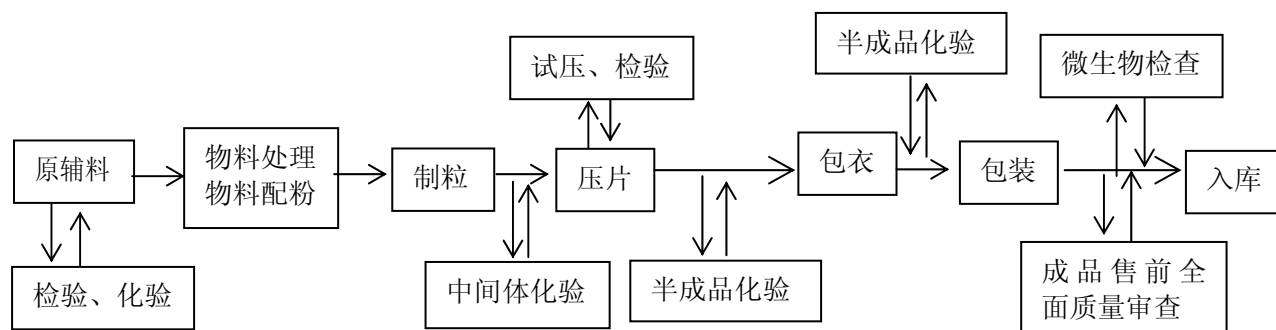 半成品化验
试压、检验
微生物检查
原辅料
物料处理
物料配粉
制粒
压片
包衣
包装
入库
检验、化验
中间体化验
半成品化验
成品售前全
面质量审查